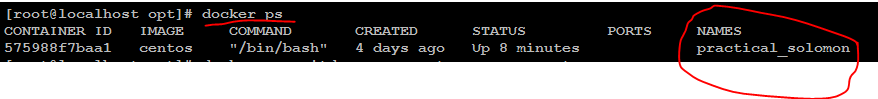 [root@localhost opt]# docker ps
CONTAINER ID IMAGE COMMAND CREATED STATUS PORTS NAMES
575988f7baa1 centos "/bin/bash" 4 days ago Up 8 minutes practical_solomon